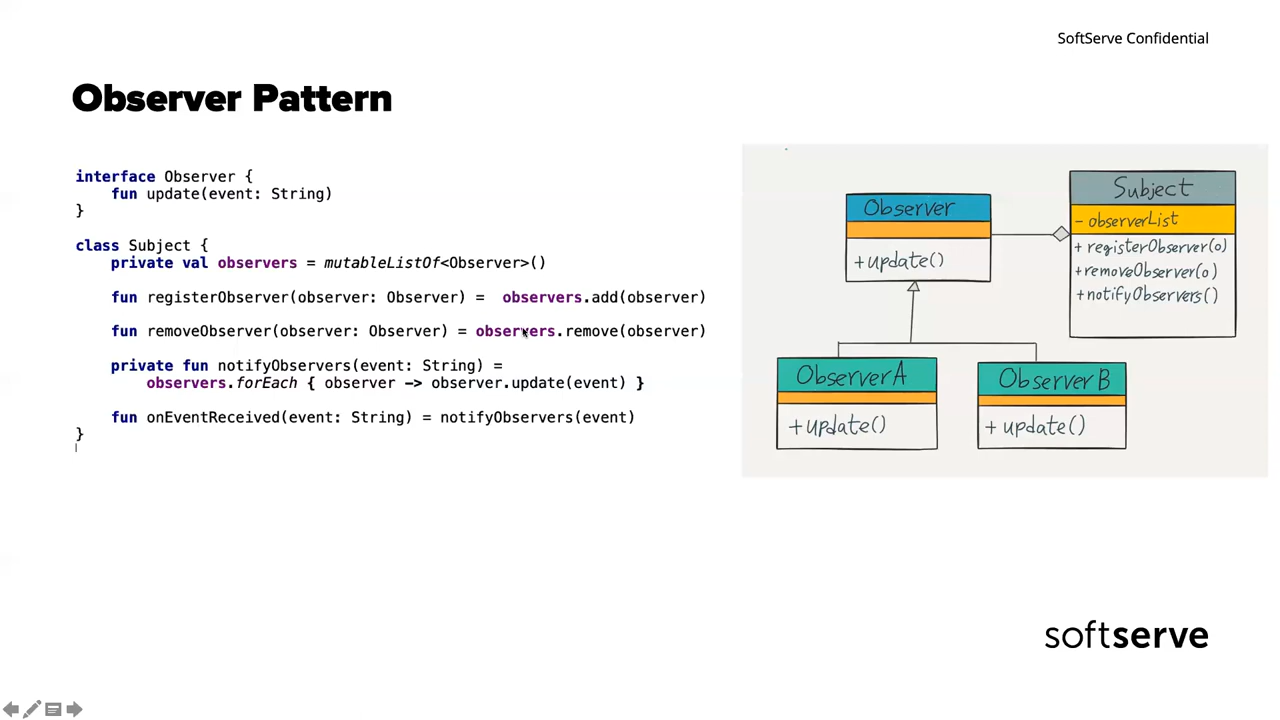 SoftServe Confidential
Observer Pattern
interface Observer {
    fun update(event: String)
}
class Subject {
    private val observers = mutableListOf<Observer>()
    fun registerObserver(observer: Observer) =  observers.add(observer)
    fun removeObserver(observer: Observer) = observers.remove(observer)
    private fun notifyObservers(event: String) =
        observers.forEach { observer -> observer.update(event) }
    fun onEventReceived(event: String) = notifyObservers(event)
}
Observer
+update()
Subject
- observerList
+ registerObserver(o)
+removeObserver(o)
+notifyObservers()
ObserverA
+update()
ObserverB
+ update()
softserve